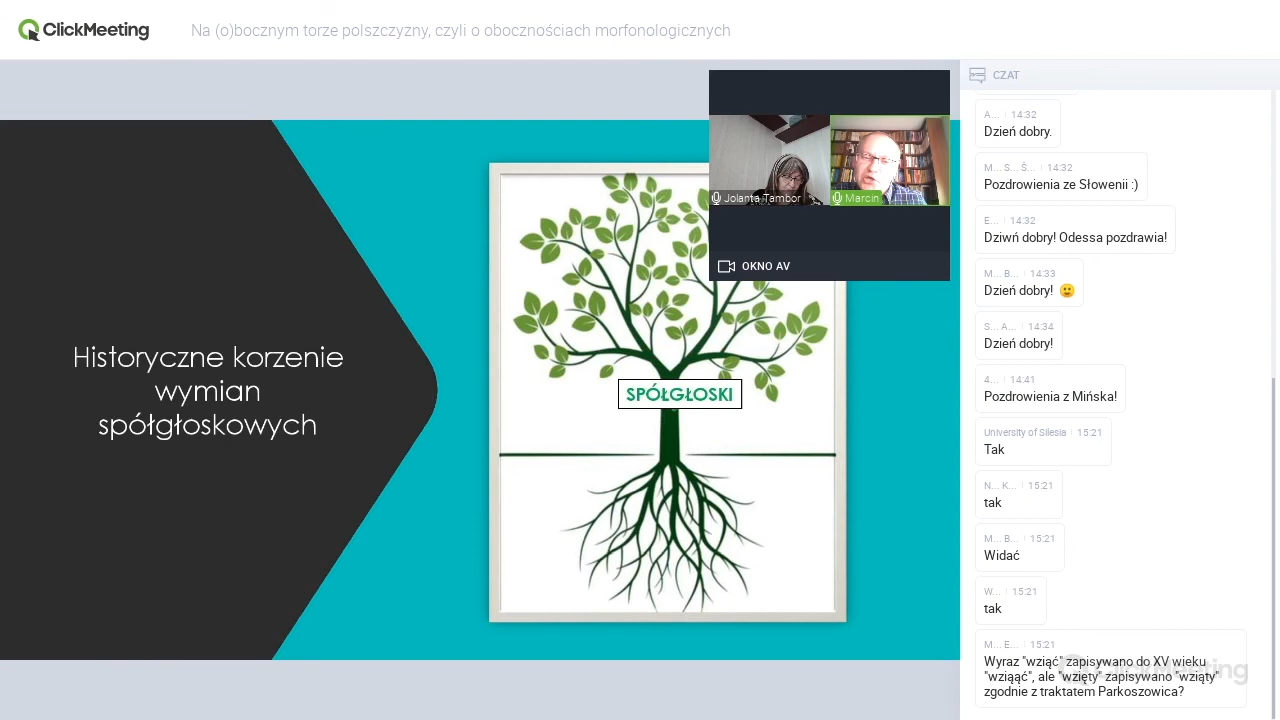 ClickMeeting
Na (o)bocznym torze polszczyzny, czyli o obocznościach morfonologicznych
Historyczne korzenie
wymian
spółgłoskowych
SPÓŁGŁOSKI
Jolanta Tambor
Marcin
OKNO AV
CZAT
A... 14:32
Dzień dobry.
M... S... Ś... 14:32
Pozdrowienia ze Słowenii :)
E... 14:32
Dziwń dobry! Odessa pozdrawia!
M... B... 14:33
Dzień dobry! 🙂
S... A... 14:34
Dzień dobry!
4... 14:41
Pozdrowienia z Mińska!
University of Silesia 15:21
Tak
N... K... 15:21
tak
M... B... 15:21
Widać
W... 15:21
tak
M... E... 15:21
Wyraz "wziąć" zapisywano do XV wieku
"wziąąć", ale "wzięty" zapisywano "wziąty"
zgodnie z traktatem Parkoszowica?
ClickMeeting